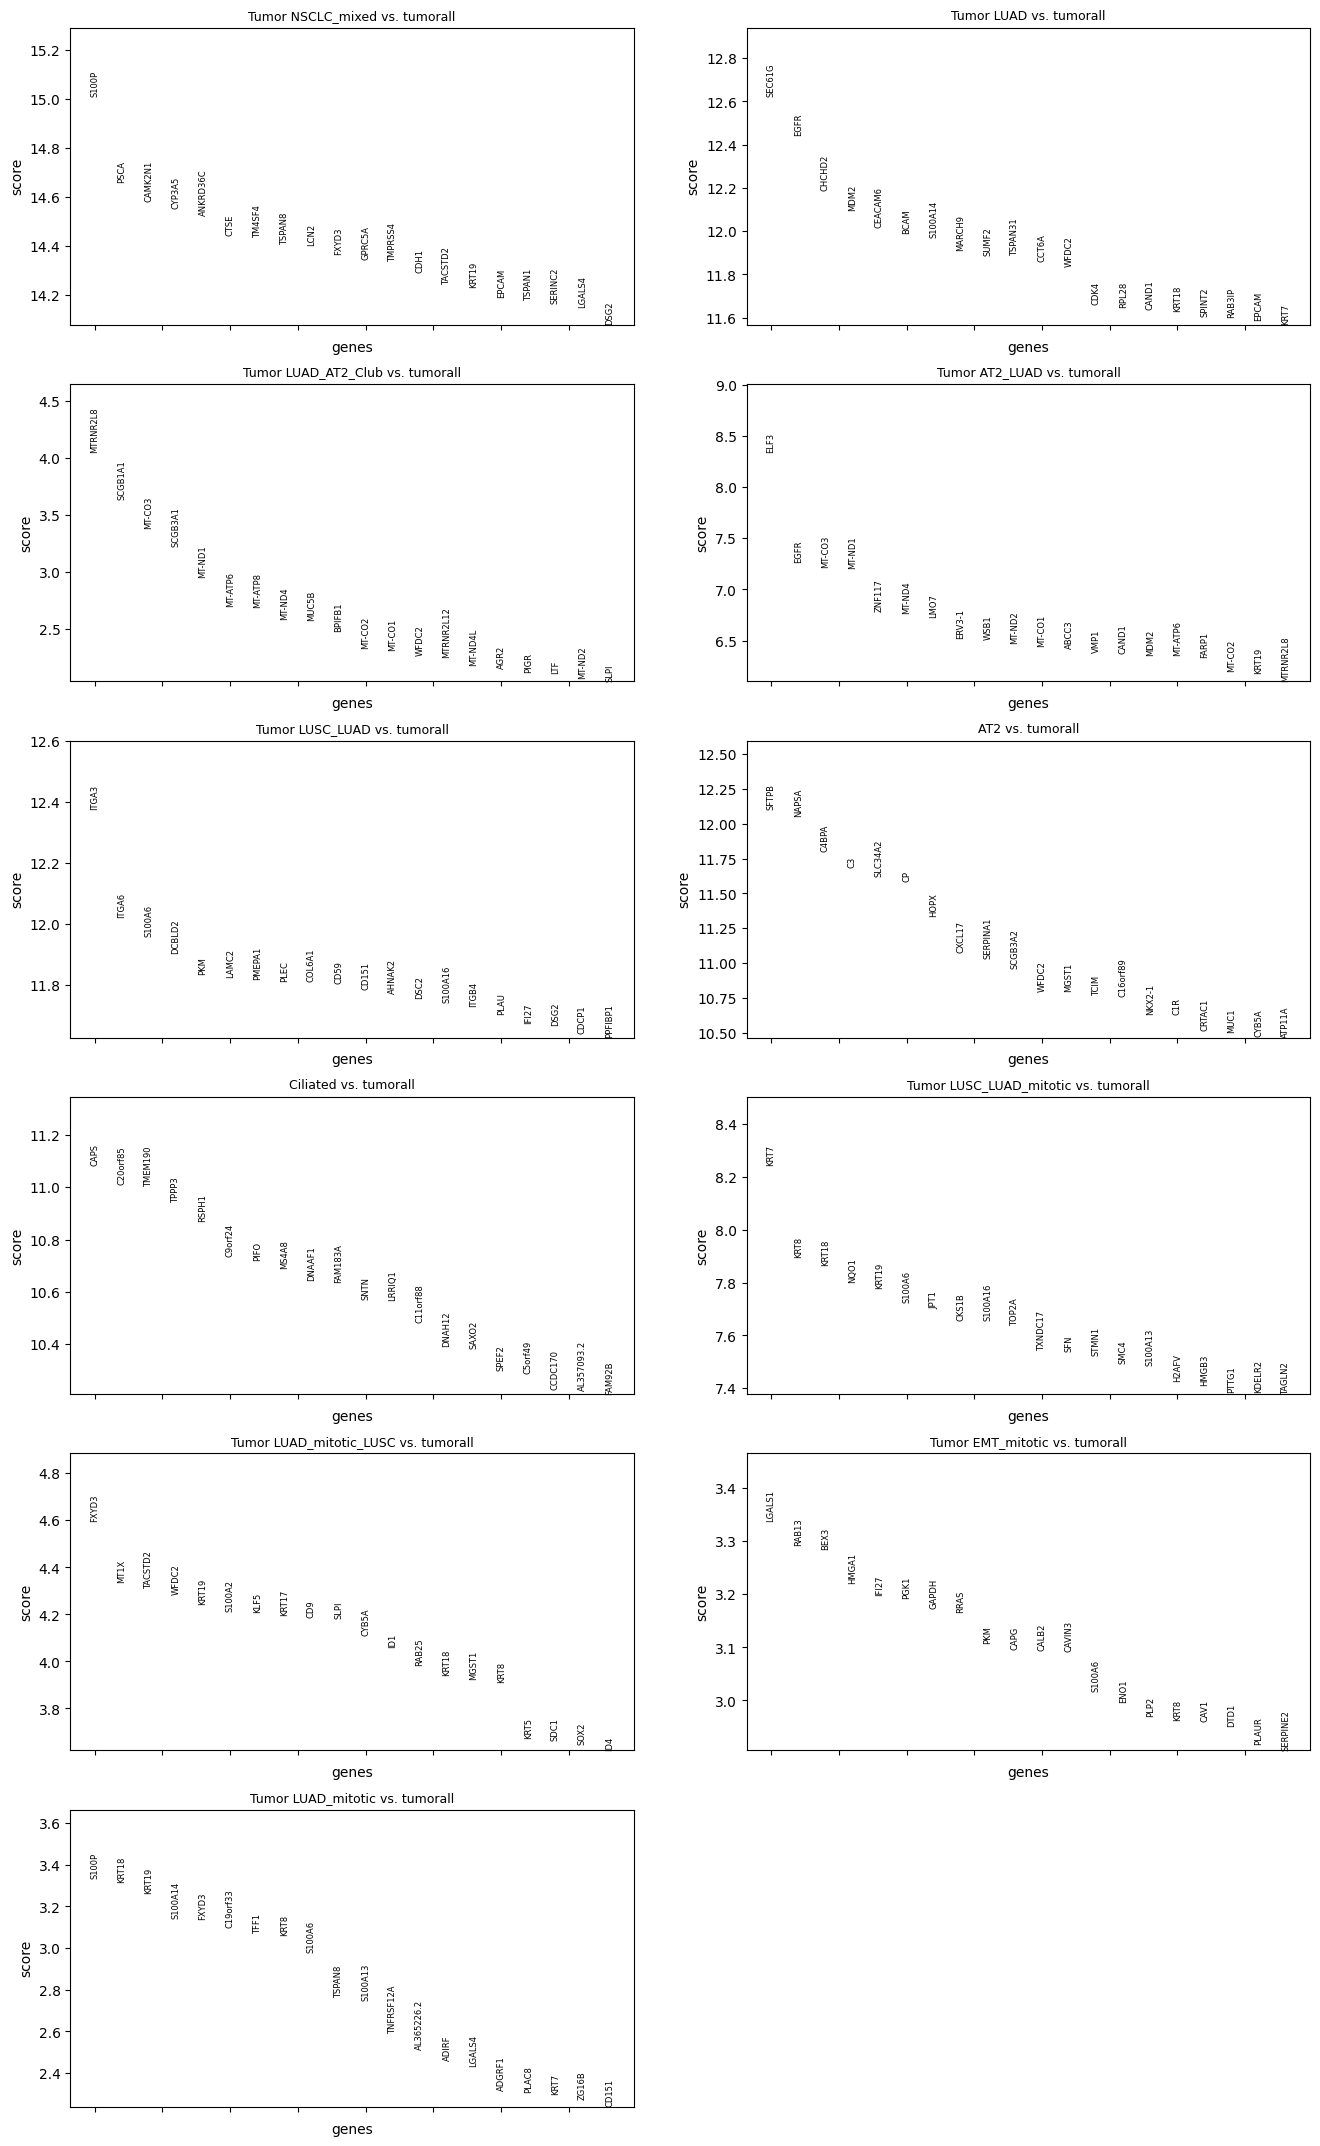 Tumor NSCLC_mixed vs. tumorall
score
15.2
15.0
14.8
14.6
14.4
14.2
S100P
PSCA
CAMK2N1
CYP3A5
ANKRD36C
CTSE
TM4SF4
TSPAN8
LCN2
FXYD3
GPRC5A
TMPRSS4
CDH1
TACSTD2
KRT19
EPCAM
TSPAN1
SERINC2
LGALS4
DSG2
genes
Tumor LUAD vs. tumorall
score
12.8
12.6
12.4
12.2
12.0
11.8
11.6
SEC61G
EGFR
CHCHD2
MDM2
CEACAM6
BCAM
S100A14
MARCH9
SUMF2
TSPAN31
CCT6A
WFDC2
CDK4
RPL28
CAND1
KRT18
SPINT2
RAB3IP
EPCAM
KRT7
genes
Tumor LUAD_AT2_Club vs. tumorall
score
4.5
4.0
3.5
3.0
2.5
MTRNR2L8
SCGB1A1
MT-CO3
SCGB3A1
MT-ND1
MT-ATP6
MT-ATP8
MT-ND4
MUC5B
BPIFB1
MT-CO2
MT-CO1
WFDC2
MTRNR2L12
MT-ND4L
AGR2
PIGR
LTF
MT-ND2
SLPI
genes
Tumor AT2_LUAD vs. tumorall
score
9.0
8.5
8.0
7.5
7.0
6.5
ELF3
EGFR
MT-CO3
MT-ND1
ZNF117
MT-ND4
LMO7
ERV3-1
WSB1
MT-ND2
MT-CO1
ABCC3
VMP1
CAND1
MDM2
MT-ATP6
FARP1
MT-CO2
KRT19
MTRNR2L8
genes
Tumor LUSC_LUAD vs. tumorall
score
12.6
12.4
12.2
12.0
11.8
ITGA3
ITGA6
S100A6
DCBLD2
PKM
LAMC2
PMEPA1
PLEC
COL6A1
CD59
CD151
AHNAK2
DSC2
S100A16
ITGB4
PLAU
IFI27
DSG2
CDCP1
PPFIBP1
genes
AT2 vs. tumorall
score
12.50
12.25
12.00
11.75
11.50
11.25
11.00
10.75
10.50
SFTPB
NAPSA
C4BPA
C3
SLC34A2
CP
HOPX
CXCL17
SERPINA1
SCGB3A2
WFDC2
MGST1
TCIM
C16orf89
NKX2-1
C1R
CRTAC1
MUC1
CYB5A
ATP11A
genes
Ciliated vs. tumorall
score
11.2
11.0
10.8
10.6
10.4
CAPS
C20orf85
TMEM190
TPPP3
RSPH1
C9orf24
PIFO
MS4A8
DNAAF1
FAM183A
SNTN
LRRIQ1
C11orf88
DNAH12
SAXO2
SPEF2
C5orf49
CCDC170
AL357093.2
FAM92B
genes
Tumor LUSC_LUAD_mitotic vs. tumorall
score
8.4
8.2
8.0
7.8
7.6
7.4
KRT7
KRT8
KRT18
NQO1
KRT19
S100A6
JPT1
CKS1B
S100A16
TOP2A
TXNDC17
SFN
STMN1
SMC4
S100A13
H2AFV
HMGB3
PTTG1
KDELR2
TAGLN2
genes
Tumor LUAD_mitotic_LUSC vs. tumorall
score
4.8
4.6
4.4
4.2
4.0
3.8
FXYD3
MT1X
TACSTD2
WFDC2
KRT19
S100A2
KLF5
KRT17
CD9
SLPI
CYB5A
ID1
RAB25
KRT18
MGST1
KRT8
KRT5
SDC1
SOX2
genes
Tumor EMT_mitotic vs. tumorall
score
3.4
3.3
3.2
3.1
3.0
LGALS1
RAB13
BEX3
HMGA1
IFI27
PGK1
GAPDH
RRAS
PKM
CAPG
CALB2
CAVIN3
S100A6
ENO1
PLP2
KRT8
CAV1
DTD1
PLAUR
SERPINE2
genes
Tumor LUAD_mitotic vs. tumorall
score
3.6
3.4
3.2
3.0
2.8
2.6
2.4
S100P
KRT18
KRT19
S100A14
FXYD3
C19orf33
TFF1
KRT8
S100A6
TSPAN8
S100A13
TNFRSF12A
AL365226.2
ADIRF
LGALS4
ADGRF1
PLAC8
KRT7
ZG16B
CD151
genes